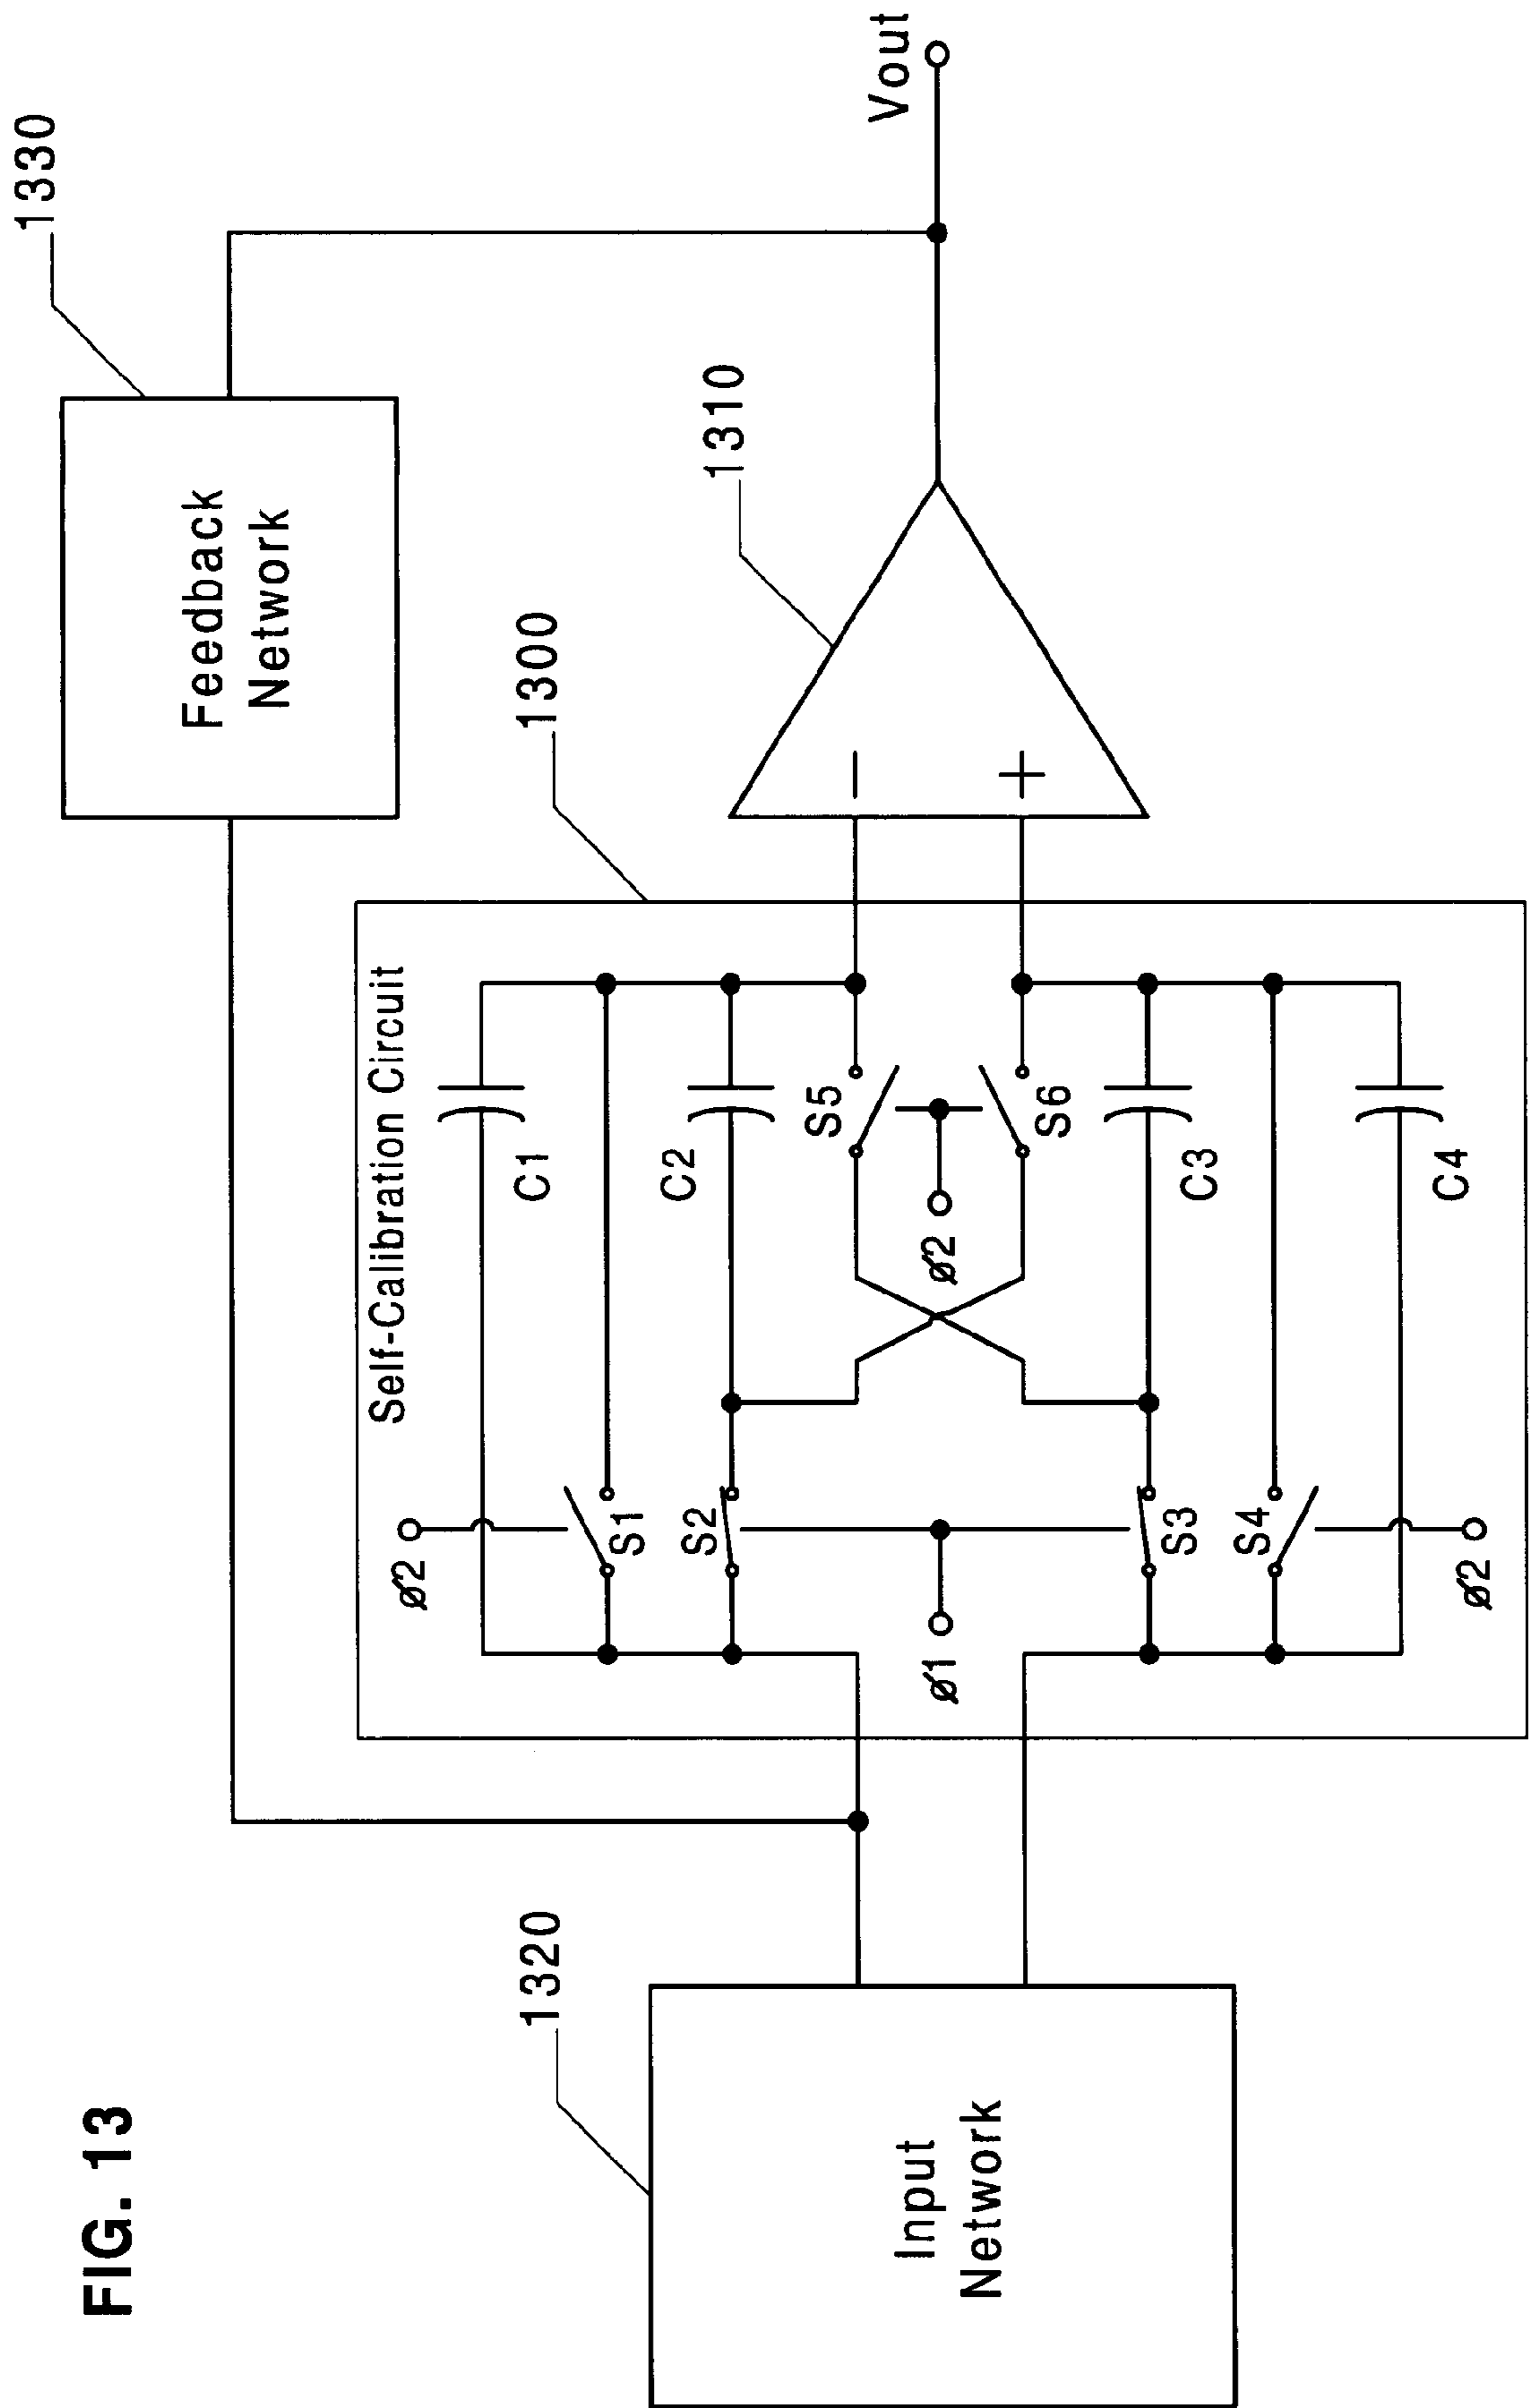 FIG. 13
1330
Feedback
Network
1320
Input
Network
1300
Self-Calibration Circuit
1310
Vout
ø2
C1
S1
C2
S2
S5
−
ø1
ø2
+
S6
S3
C3
S4
C4
ø2